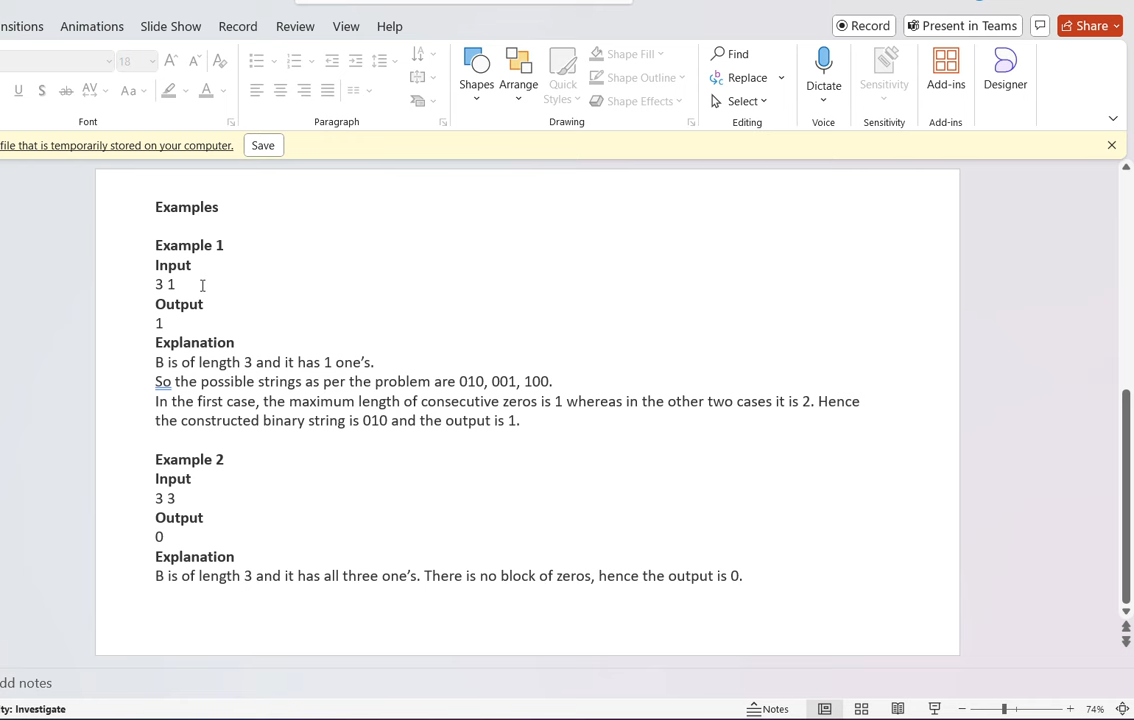 nsitions Animations Slide Show Record Review View Help Record Present in Teams Share
18 A A A
U S ab AV Aa A
Shapes Arrange Quick Styles Shape Fill Shape Outline Shape Effects
Find Replace Select
Dictate Sensitivity Add-ins Designer
Font Paragraph Drawing Editing Voice Sensitivity Add-ins
file that is temporarily stored on your computer. Save
Examples
Example 1
Input
3 1
Output
1
Explanation
B is of length 3 and it has 1 one’s.
So the possible strings as per the problem are 010, 001, 100.
In the first case, the maximum length of consecutive zeros is 1 whereas in the other two cases it is 2. Hence
the constructed binary string is 010 and the output is 1.
Example 2
Input
3 3
Output
0
Explanation
B is of length 3 and it has all three one’s. There is no block of zeros, hence the output is 0.
dd notes
ty: Investigate Notes 74%